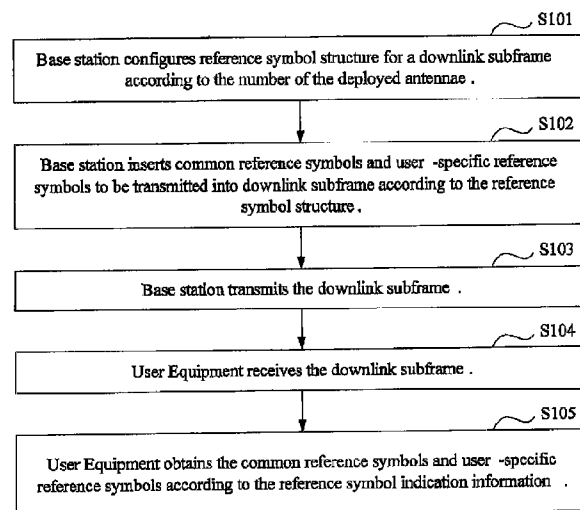 S101
Base station configures reference symbol structure for a downlink subframe
according to the number of the deployed antennae .
S102
Base station inserts common reference symbols and user -specific reference
symbols to be transmitted into downlink subframe according to the reference
symbol structure .
S103
Base station transmits the downlink subframe .
S104
User Equipment receives the downlink subframe .
S105
User Equipment obtains the common reference symbols and user -specific
reference symbols according to the reference symbol indication information .